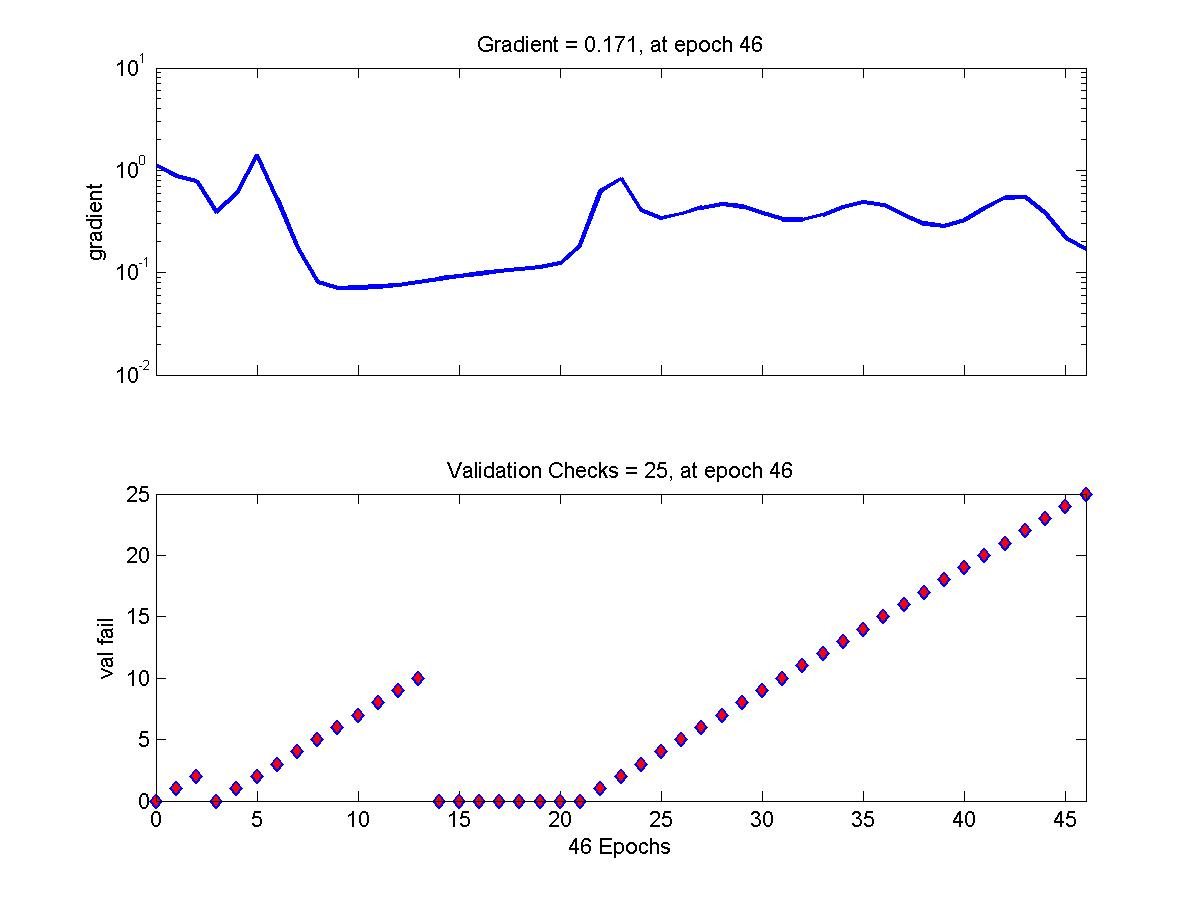 Gradient = 0.171, at epoch 46
10^1
10^0
10^-1
10^-2
gradient
Validation Checks = 25, at epoch 46
25
20
15
10
5
0
val fail
0 5 10 15 20 25 30 35 40 45
46 Epochs